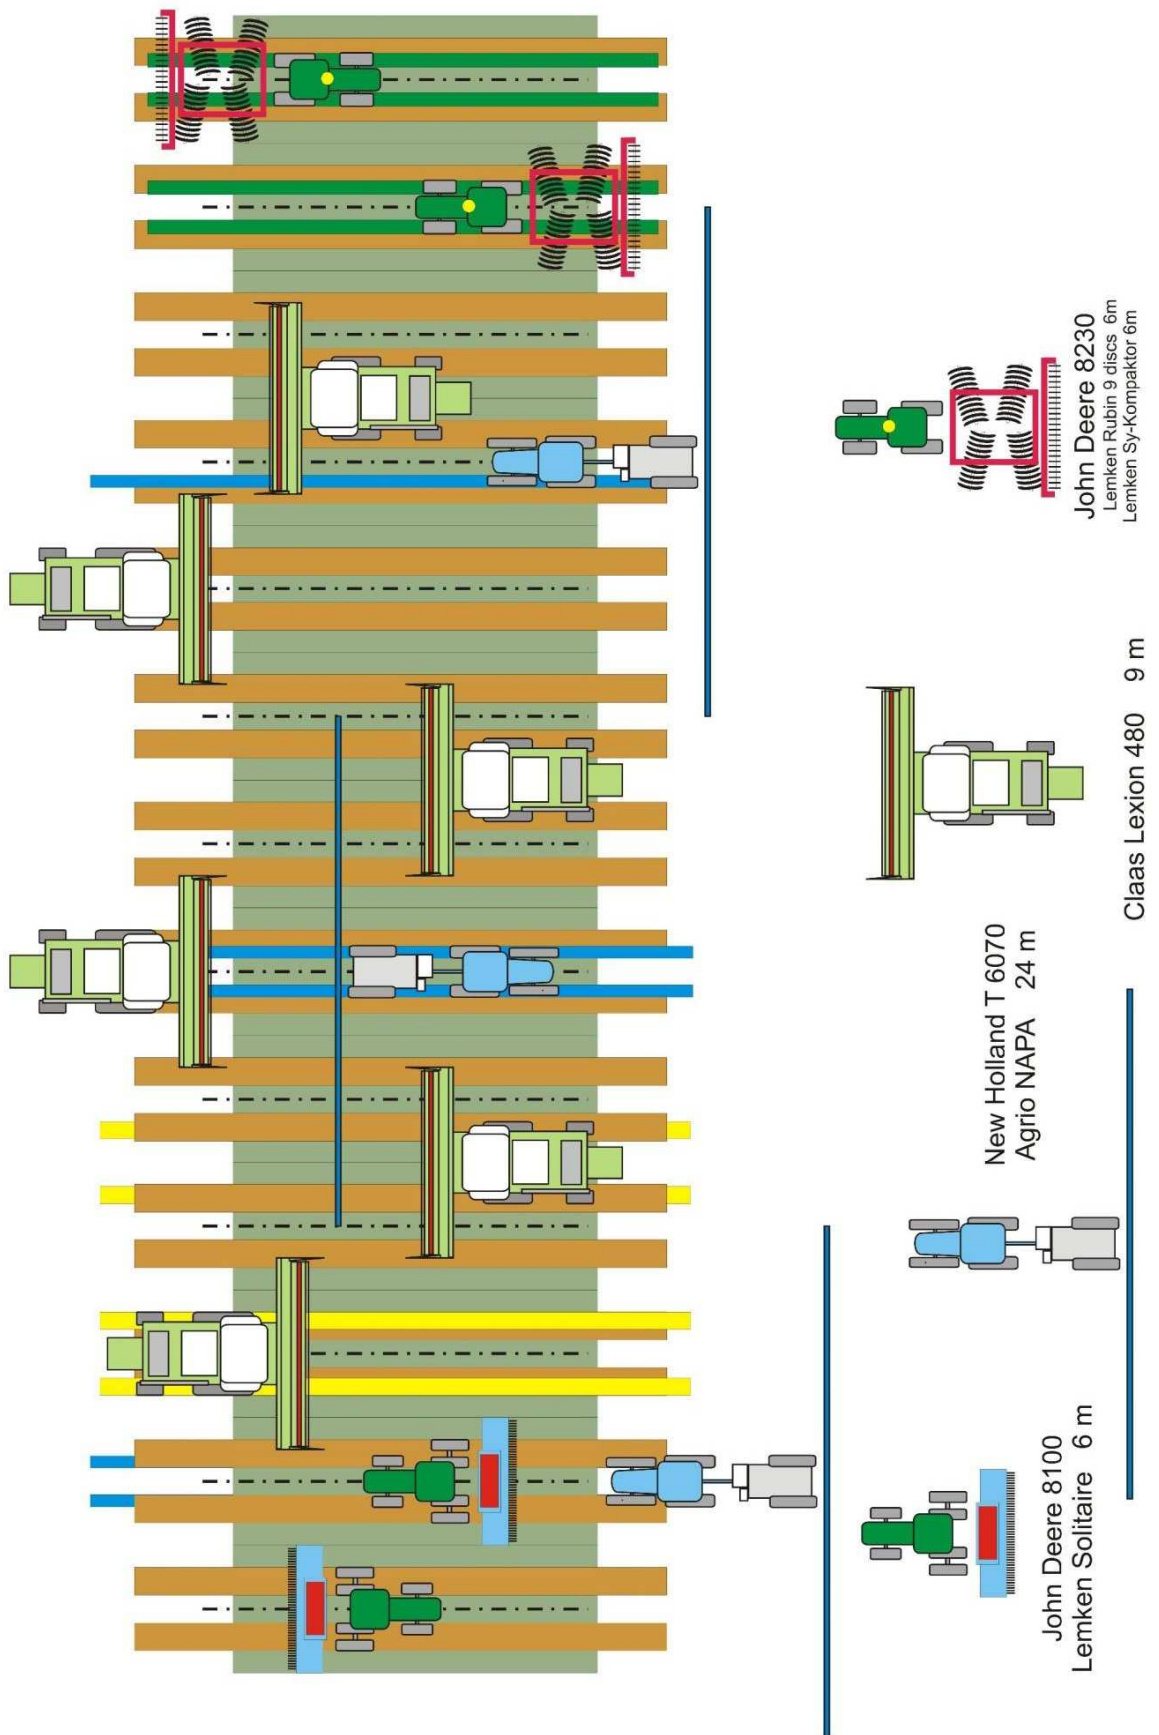 John Deere 8100
Lemken Solitaire 6 m
New Holland T 6070
Agrio NAPA 24 m
Claas Lexion 480 9 m
John Deere 8230
Lemken Rubin 9 discs 6m
Lemken Sy-Kompaktor 6m